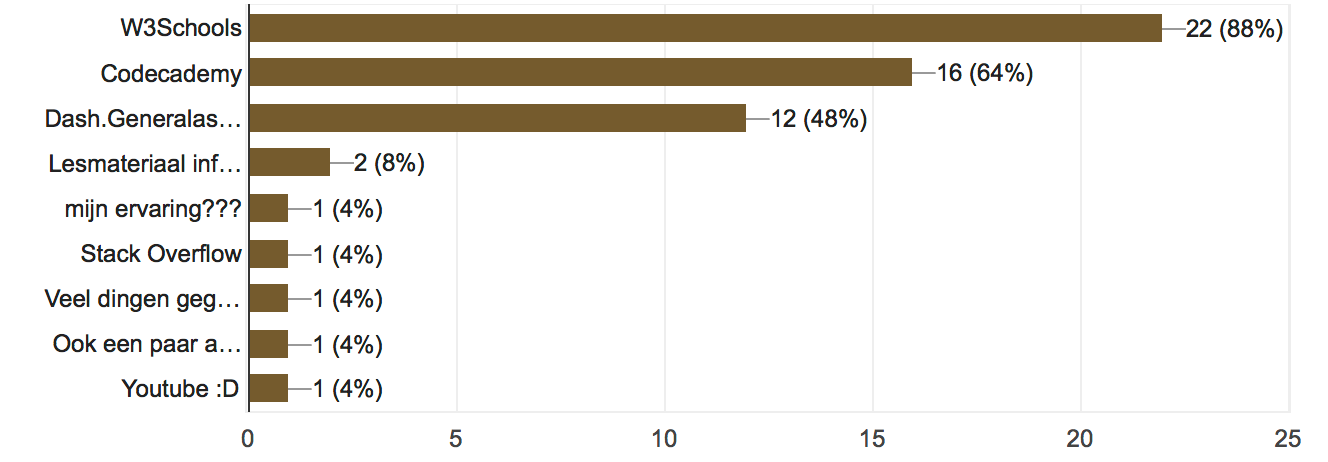 W3Schools 22 (88%)
Codecademy 16 (64%)
Dash.Generalas… 12 (48%)
Lesmateriaal inf… 2 (8%)
mijn ervaring??? 1 (4%)
Stack Overflow 1 (4%)
Veel dingen geg… 1 (4%)
Ook een paar a… 1 (4%)
Youtube :D 1 (4%)
0 5 10 15 20 25